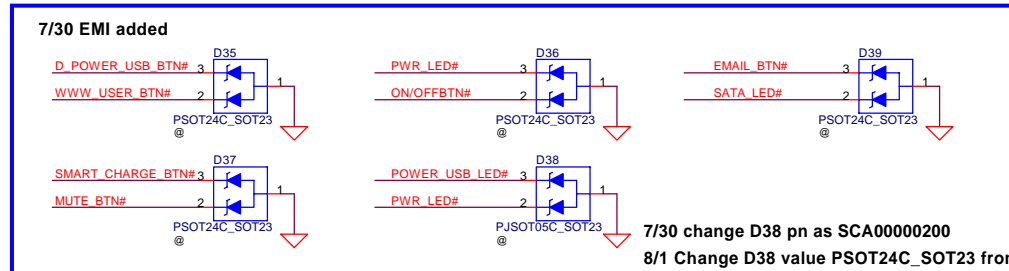 7/30 EMI added
D35
D_POWER_USB_BTN# 3
1
WWW_USER_BTN# 2
PSOT24C_SOT23
@
D36
PWR_LED# 3
1
ON/OFFBTN# 2
PSOT24C_SOT23
@
D39
EMAIL_BTN# 3
1
SATA_LED# 2
PSOT24C_SOT23
@
D37
SMART_CHARGE_BTN# 3
1
MUTE_BTN# 2
PSOT24C_SOT23
@
D38
POWER_USB_LED# 3
1
PWR_LED# 2
PJSOT05C_SOT23
@
7/30 change D38 pn as SCA00000200
8/1 Change D38 value PSOT24C_SOT23 from